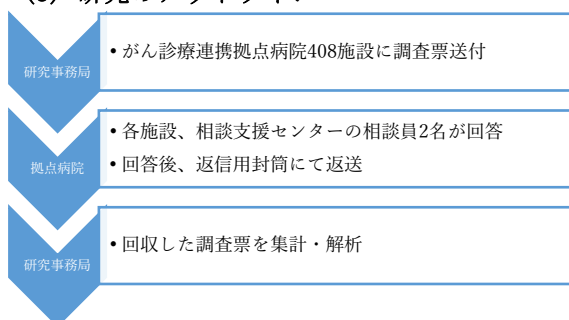 研究事務局
• がん診療連携拠点病院408施設に調査票送付
拠点病院
• 各施設、相談支援センターの相談員2名が回答
• 回答後、返信用封筒にて返送
研究事務局
• 回収した調査票を集計・解析